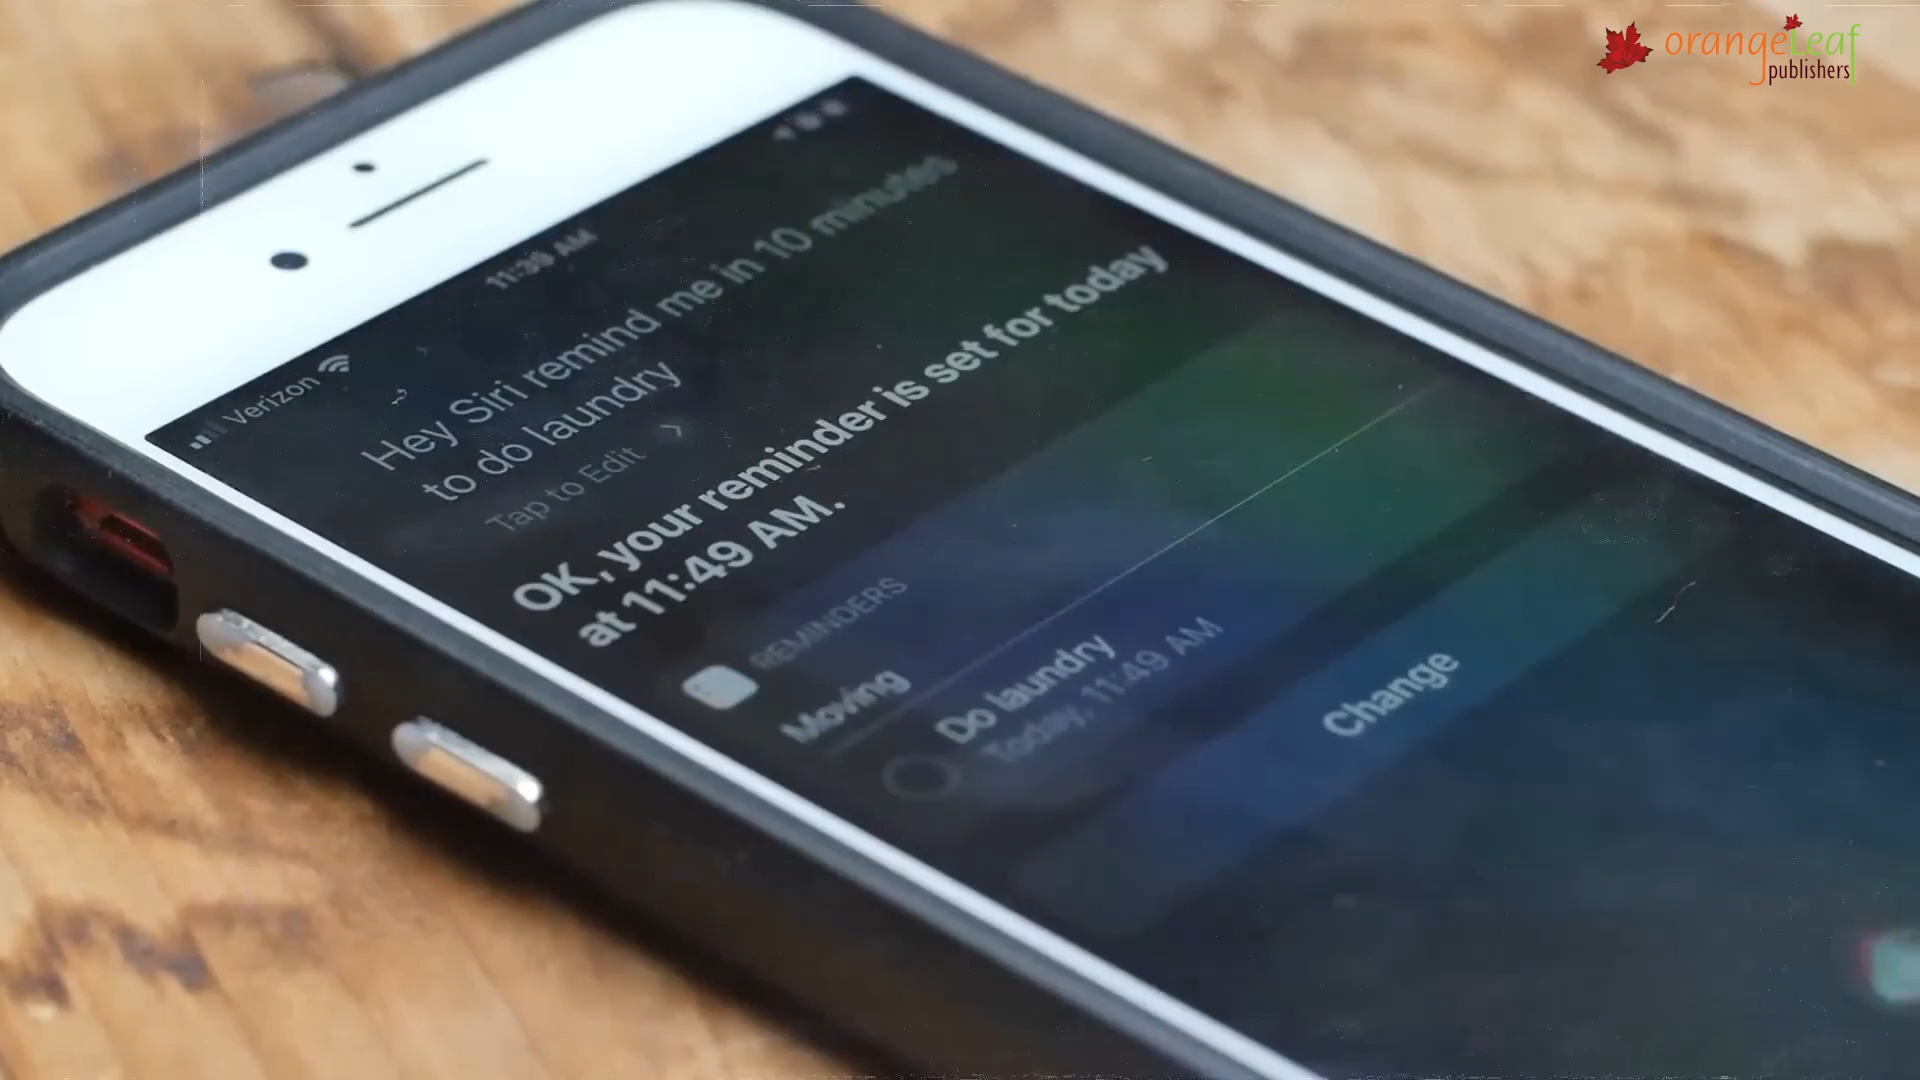 orangeLeaf
publishers
Verizon
11:39 AM
Hey Siri remind me in 10 minutes
to do laundry
Tap to Edit >
OK, your reminder is set for today
at 11:49 AM.
REMINDERS
Moving
Do laundry
Today, 11:49 AM
Change